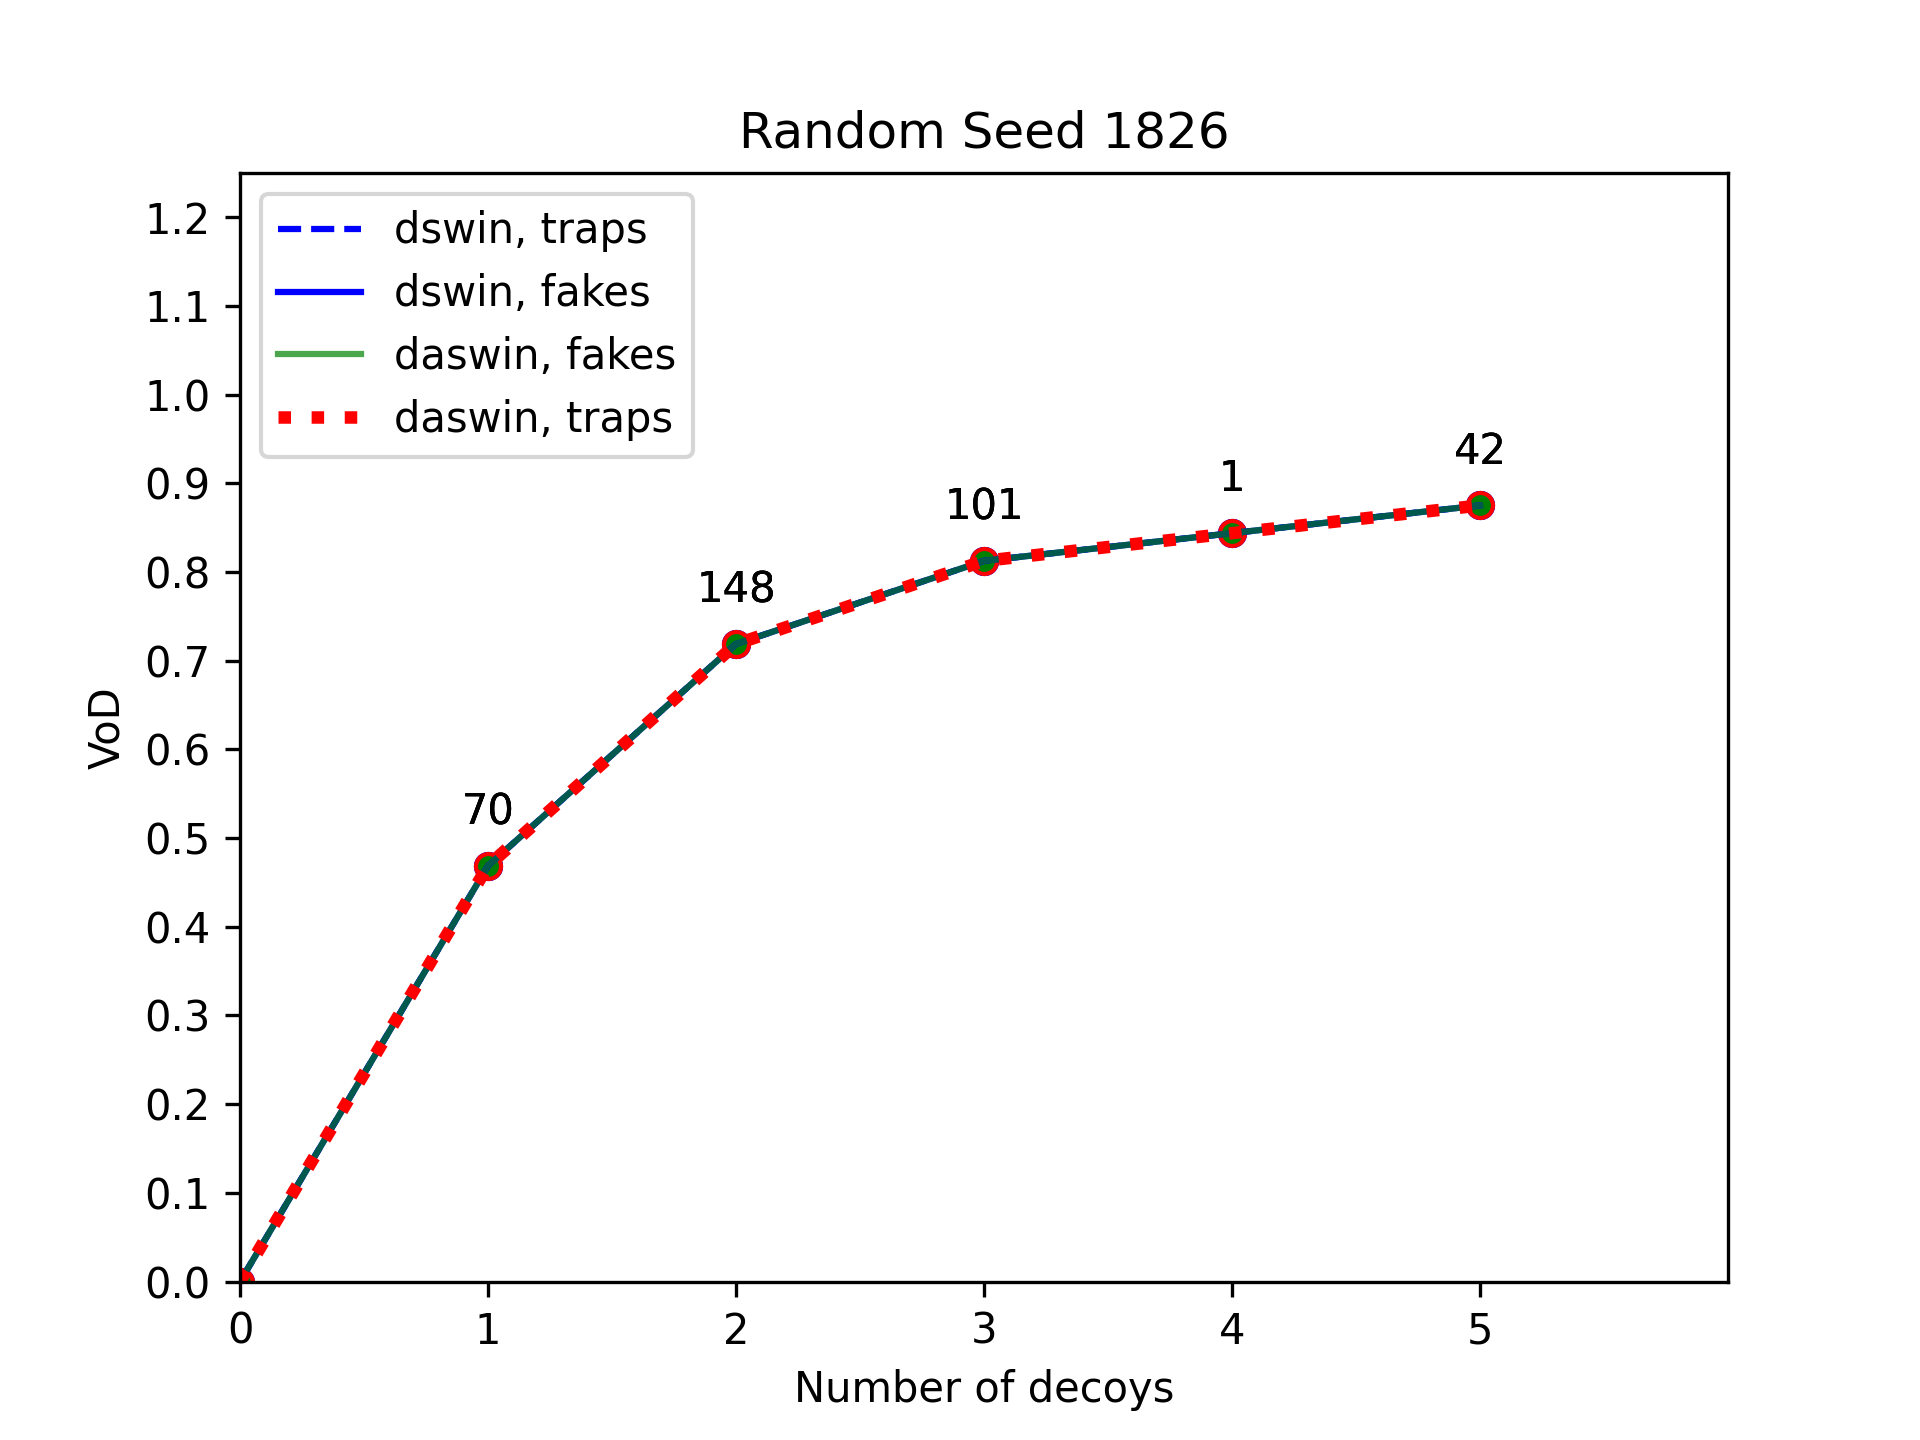 Random Seed 1826
dswin, traps
dswin, fakes
daswin, fakes
daswin, traps
1.2
1.1
1.0
0.9
0.8
0.7
0.6
0.5
0.4
0.3
0.2
0.1
0.0
VoD
70
148
101
1
42
0 1 2 3 4 5
Number of decoys